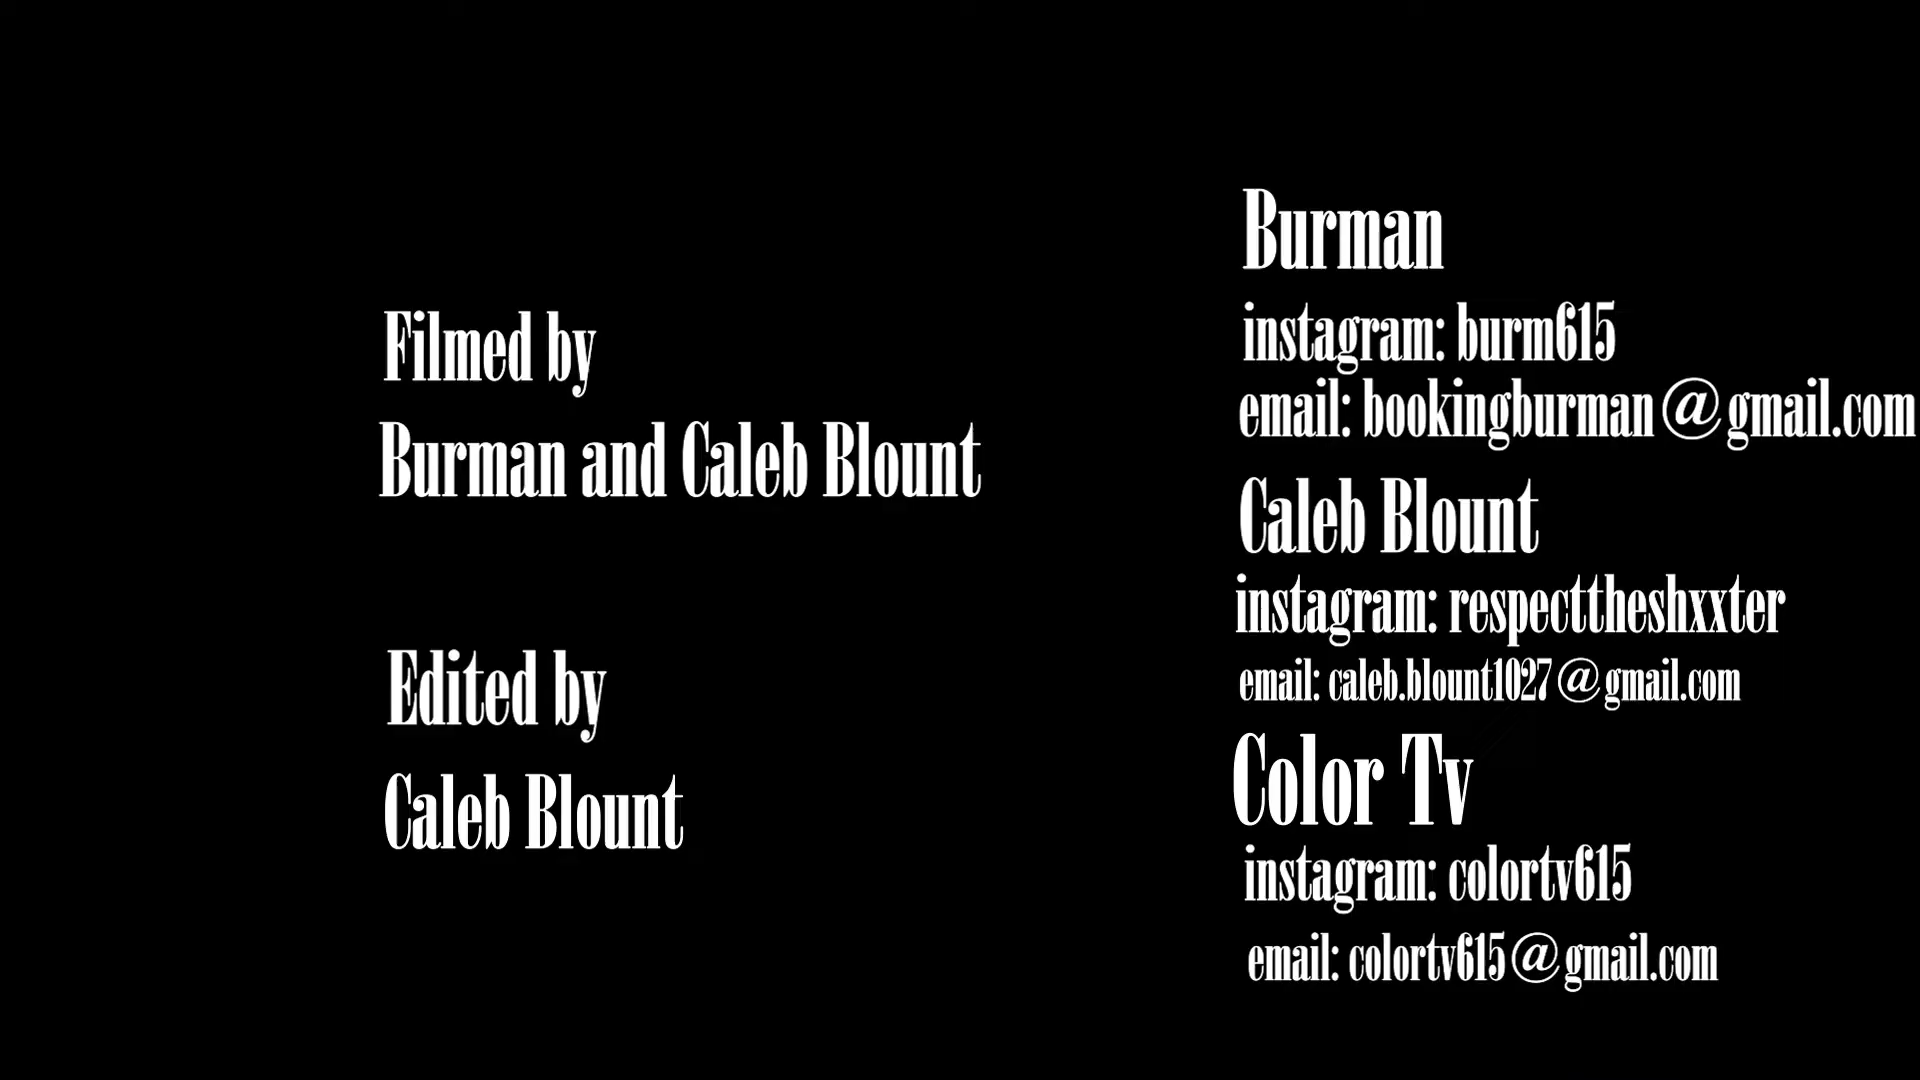 Filmed by
Burman and Caleb Blount
Edited by
Caleb Blount
Burman
instagram: burm615
email: bookingburman@gmail.com
Caleb Blount
instagram: respecttheshxxter
email: caleb.blount1027@gmail.com
Color Tv
instagram: colortv615
email: colortv615@gmail.com